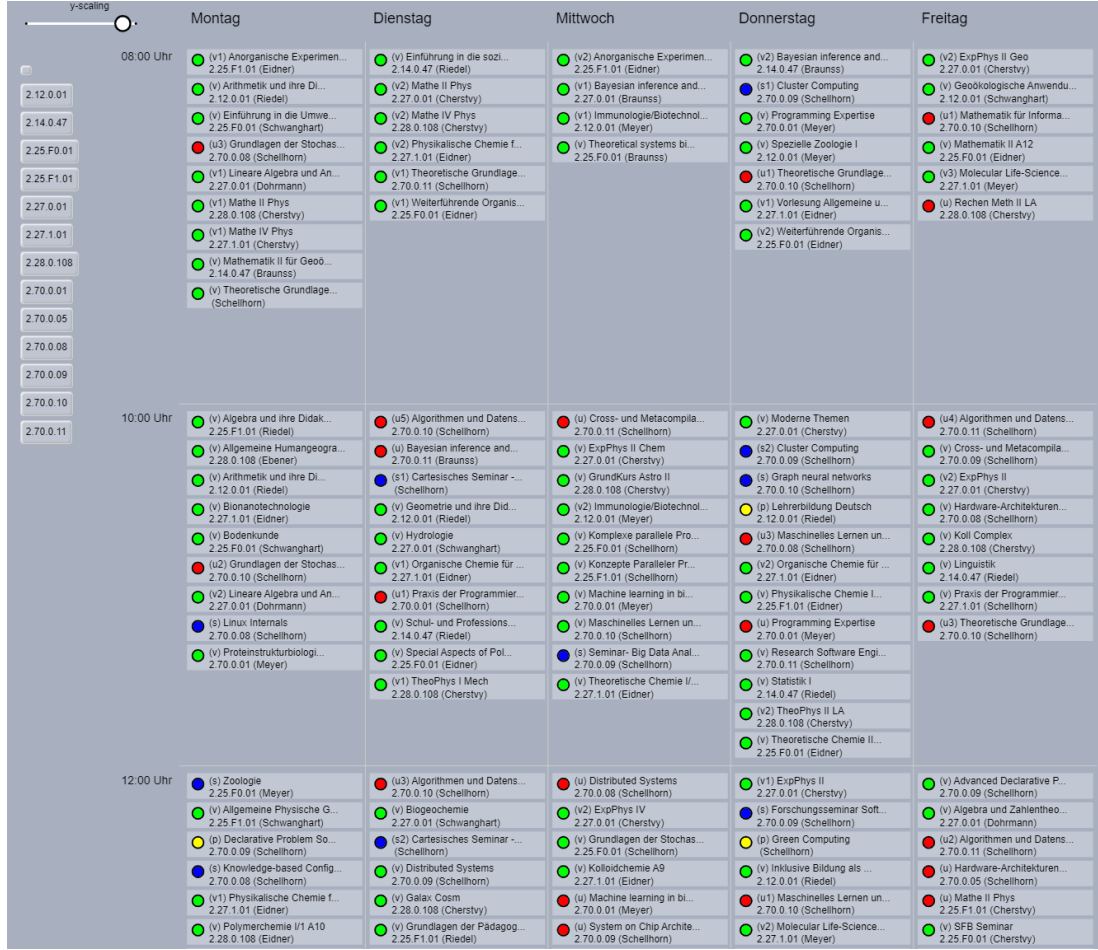 y-scaling
Montag
Dienstag
Mittwoch
Donnerstag
Freitag
2.12.0.01
2.14.0.47
2.25.F0.01
2.25.F1.01
2.27.0.01
2.27.1.01
2.28.0.108
2.70.0.01
2.70.0.05
2.70.0.08
2.70.0.09
2.70.0.10
2.70.0.11
08:00 Uhr
(v1) Anorganische Experimen...
2.25.F1.01 (Eidner)
(v) Arithmetik und ihre Di...
2.12.0.01 (Riedel)
(v) Einführung in die Umwe...
2.25.F0.01 (Schwanghart)
(u3) Grundlagen der Stochas...
2.70.0.08 (Schellhorn)
(v1) Lineare Algebra und An...
2.27.0.01 (Dohrmann)
(v1) Mathe II Phys
2.28.0.108 (Cherstvy)
(v1) Mathe IV Phys
2.27.1.01 (Cherstvy)
(v) Mathematik II für Geoö...
2.14.0.47 (Braunss)
(v) Theoretische Grundlage...
(Schellhorn)
(v) Einführung in die sozi...
2.14.0.47 (Riedel)
(v2) Mathe II Phys
2.27.0.01 (Cherstvy)
(v2) Mathe IV Phys
2.28.0.108 (Cherstvy)
(v2) Physikalische Chemie f...
2.27.1.01 (Eidner)
(v1) Theoretische Grundlage...
2.70.0.11 (Schellhorn)
(v1) Weiterführende Organis...
2.25.F0.01 (Eidner)
(v2) Anorganische Experimen...
2.25.F1.01 (Eidner)
(v1) Bayesian inference and...
2.27.0.01 (Braunss)
(v1) Immunologie/Biotechnol...
2.12.0.01 (Meyer)
(v) Theoretical systems bi...
2.25.F0.01 (Braunss)
(v2) Bayesian inference and...
2.14.0.47 (Braunss)
(s1) Cluster Computing
2.70.0.09 (Schellhorn)
(v) Programming Expertise
2.70.0.01 (Meyer)
(v) Spezielle Zoologie I
2.12.0.01 (Meyer)
(u1) Theoretische Grundlage...
2.70.0.10 (Schellhorn)
(v1) Vorlesung Allgemeine u...
2.27.1.01 (Eidner)
(v2) Weiterführende Organis...
2.25.F0.01 (Eidner)
(v2) ExpPhys II Geo
2.27.0.01 (Cherstvy)
(v) Geoökologische Anwendu...
2.12.0.01 (Schwanghart)
(u1) Mathematik für Informa...
2.70.0.10 (Schellhorn)
(v) Mathematik II A12
2.25.F0.01 (Eidner)
(v3) Molecular Life-Science...
2.27.1.01 (Meyer)
(u) Rechen Meth II LA
2.28.0.108 (Cherstvy)
10:00 Uhr
(v) Algebra und ihre Didak...
2.25.F1.01 (Riedel)
(v) Allgemeine Humangeogra...
2.28.0.108 (Ebener)
(v) Arithmetik und ihre Di...
2.12.0.01 (Riedel)
(v) Bionanotechnologie
2.27.1.01 (Eidner)
(v) Bodenkunde
2.25.F0.01 (Schwanghart)
(u2) Grundlagen der Stochas...
2.70.0.10 (Schellhorn)
(v2) Lineare Algebra und An...
2.27.0.01 (Dohrmann)
(s) Linux Internals
2.70.0.08 (Schellhorn)
(v) Proteinstrukturbiologi...
2.70.0.01 (Meyer)
(u5) Algorithmen und Datens...
2.70.0.10 (Schellhorn)
(u) Bayesian inference and...
2.70.0.11 (Braunss)
(s1) Cartesisches Seminar -...
(Schellhorn)
(v) Geometrie und ihre Did...
2.12.0.01 (Riedel)
(v) Hydrologie
2.27.0.01 (Schwanghart)
(v1) Organische Chemie für ...
2.27.1.01 (Eidner)
(u1) Praxis der Programmier...
2.70.0.01 (Schellhorn)
(v) Schul- und Professions...
2.14.0.47 (Riedel)
(v) Special Aspects of Pol...
2.25.F0.01 (Eidner)
(v1) TheoPhys I Mech
2.28.0.108 (Cherstvy)
(u) Cross- und Metacompila...
2.70.0.11 (Schellhorn)
(v) ExpPhys II Chem
2.27.0.01 (Cherstvy)
(v) GrundKurs Astro II
2.28.0.108 (Cherstvy)
(v2) Immunologie/Biotechnol...
2.12.0.01 (Meyer)
(v) Komplexe parallele Pro...
2.25.F0.01 (Schellhorn)
(v) Konzepte Paralleler Pr...
2.25.F1.01 (Schellhorn)
(v) Machine learning in bi...
2.70.0.01 (Meyer)
(v) Maschinelles Lernen un...
2.70.0.10 (Schellhorn)
(s) Seminar- Big Data Anal...
2.70.0.09 (Schellhorn)
(v) Theoretische Chemie I/...
2.27.1.01 (Eidner)
(v) Moderne Themen
2.27.0.01 (Cherstvy)
(s2) Cluster Computing
2.70.0.09 (Schellhorn)
(s) Graph neural networks
2.70.0.10 (Schellhorn)
(p) Lehrerbildung Deutsch
2.12.0.01 (Riedel)
(u3) Maschinelles Lernen un...
2.70.0.08 (Schellhorn)
(v2) Organische Chemie für ...
2.27.1.01 (Eidner)
(v) Physikalische Chemie I...
2.25.F1.01 (Eidner)
(u) Programming Expertise
2.70.0.01 (Meyer)
(v) Research Software Engi...
2.70.0.11 (Schellhorn)
(v) Statistik I
2.14.0.47 (Riedel)
(v2) TheoPhys II LA
2.28.0.108 (Cherstvy)
(v) Theoretische Chemie II...
2.25.F0.01 (Eidner)
(u4) Algorithmen und Datens...
2.70.0.11 (Schellhorn)
(v) Cross- und Metacompila...
2.70.0.09 (Schellhorn)
(v2) ExpPhys II
2.27.0.01 (Cherstvy)
(v) Hardware-Architekturen...
2.70.0.08 (Schellhorn)
(v) Koll Complex
2.28.0.108 (Cherstvy)
(v) Linguistik
2.14.0.47 (Riedel)
(v) Praxis der Programmier...
2.27.1.01 (Schellhorn)
(u3) Theoretische Grundlage...
2.70.0.10 (Schellhorn)
12:00 Uhr
(s) Zoologie
2.25.F0.01 (Meyer)
(v) Allgemeine Physische G...
2.25.F1.01 (Schwanghart)
(p) Declarative Problem So...
2.70.0.09 (Schellhorn)
(s) Knowledge-based Config...
2.70.0.08 (Schellhorn)
(v1) Physikalische Chemie f...
2.27.1.01 (Eidner)
(v) Polymerchemie I/1 A10
2.28.0.108 (Eidner)
(u3) Algorithmen und Datens...
2.70.0.10 (Schellhorn)
(v) Biogeochemie
2.27.0.01 (Schwanghart)
(s2) Cartesisches Seminar -...
(Schellhorn)
(v) Distributed Systems
2.70.0.09 (Schellhorn)
(v) Galax Cosm
2.28.0.108 (Cherstvy)
(v) Grundlagen der Pädagog...
2.25.F1.01 (Riedel)
(u) Distributed Systems
2.70.0.08 (Schellhorn)
(v2) ExpPhys IV
2.27.0.01 (Cherstvy)
(v) Grundlagen der Stochas...
2.25.F0.01 (Schellhorn)
(v) Kolloidchemie A9
2.27.1.01 (Eidner)
(u) Machine learning in bi...
2.70.0.01 (Meyer)
(u) System on Chip Archite...
2.70.0.09 (Schellhorn)
(v1) ExpPhys II
2.27.0.01 (Cherstvy)
(s) Forschungsseminar Soft...
2.70.0.09 (Schellhorn)
(p) Green Computing
(Schellhorn)
(v) Inklusive Bildung als ...
2.12.0.01 (Riedel)
(u1) Maschinelles Lernen un...
2.70.0.10 (Schellhorn)
(v2) Molecular Life-Science...
2.27.1.01 (Meyer)
(v) Advanced Declarative P...
2.70.0.09 (Schellhorn)
(v) Algebra und Zahlentheo...
2.27.0.01 (Dohrmann)
(u2) Algorithmen und Datens...
2.70.0.11 (Schellhorn)
(u) Hardware-Architekturen...
2.70.0.05 (Schellhorn)
(u) Mathe II Phys
2.25.F1.01 (Cherstvy)
(v) SFB Seminar
2.25.F0.01 (Cherstvy)